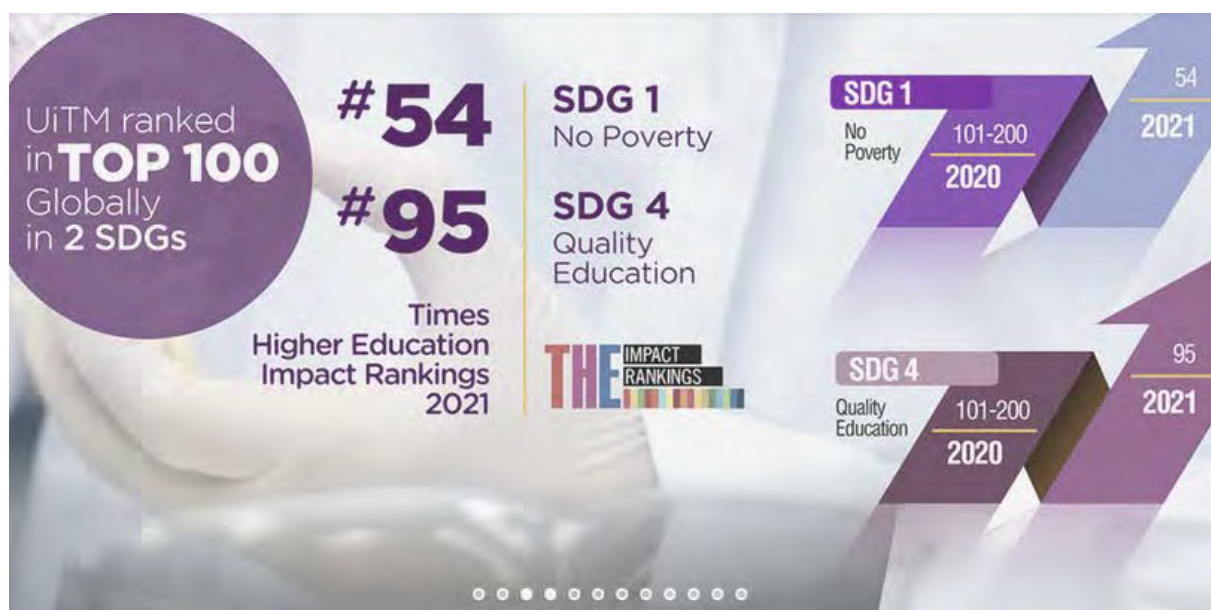 UiTM ranked
in TOP 100
Globally
in 2 SDGs
#54
#95
Times
Higher Education
Impact Rankings
2021
SDG 1
No Poverty
SDG 4
Quality
Education
THE IMPACT
RANKINGS
SDG 1
No
Poverty
101-200
2020
54
2021
SDG 4
Quality
Education
101-200
2020
95
2021